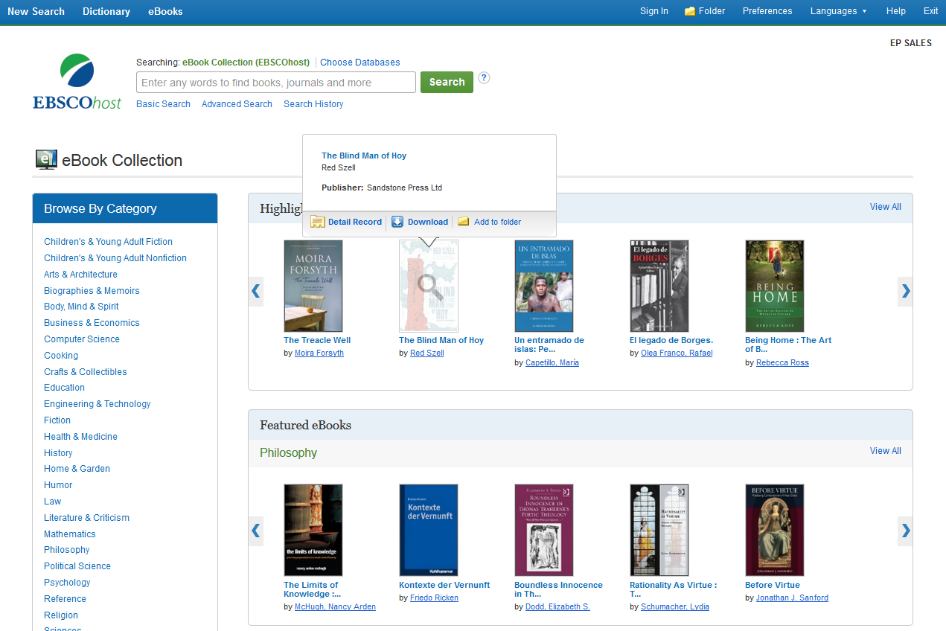 New Search Dictionary eBooks Sign In Folder Preferences Languages Help Exit
EP SALES
Searching: eBook Collection (EBSCOhost) Choose Databases
Enter any words to find books, journals and more Search ?
EBSCOhost
Basic Search Advanced Search Search History
eBook Collection
The Blind Man of Hoy
Red Szell
Publisher: Sandstone Press Ltd
Detail Record Download Add to folder
Browse By Category
Children's & Young Adult Fiction
Children's & Young Adult Nonfiction
Arts & Architecture
Biographies & Memoirs
Body, Mind & Spirit
Business & Economics
Computer Science
Cooking
Crafts & Collectibles
Education
Engineering & Technology
Fiction
Health & Medicine
History
Home & Garden
Humor
Law
Literature & Criticism
Mathematics
Philosophy
Political Science
Psychology
Reference
Religion
Sciences
View All
MOIRA
FORSYTH
The Treacle Well
UN ENTRAMADO
DE ISLAS
El legado de
BORGES
BEING
HOME
The Treacle Well
by Moira Forsyth
The Blind Man of Hoy
by Red Szell
Un entramado de
islas: Pe...
by Capetillo, María
El legado de Borges.
by Olea Franco, Rafael
Being Home : The Art
of B...
by Rebecca Ross
Featured eBooks
Philosophy View All
the limits of knowledge
Kontexte
der Vernunft
BOUNDLESS
INNOCENCE IN
THOMAS TRAHERNE'S
POETIC THEOLOGY
RATIONALITY
AS VIRTUE
BEFORE VIRTUE
The Limits of
Knowledge :...
by McHugh, Nancy Arden
Kontexte der Vernunft
by Friedo Ricken
Boundless Innocence
in Th...
by Dodd, Elizabeth S.
Rationality As Virtue :
T...
by Schumacher, Lydia
Before Virtue
by Jonathan J. Sanford